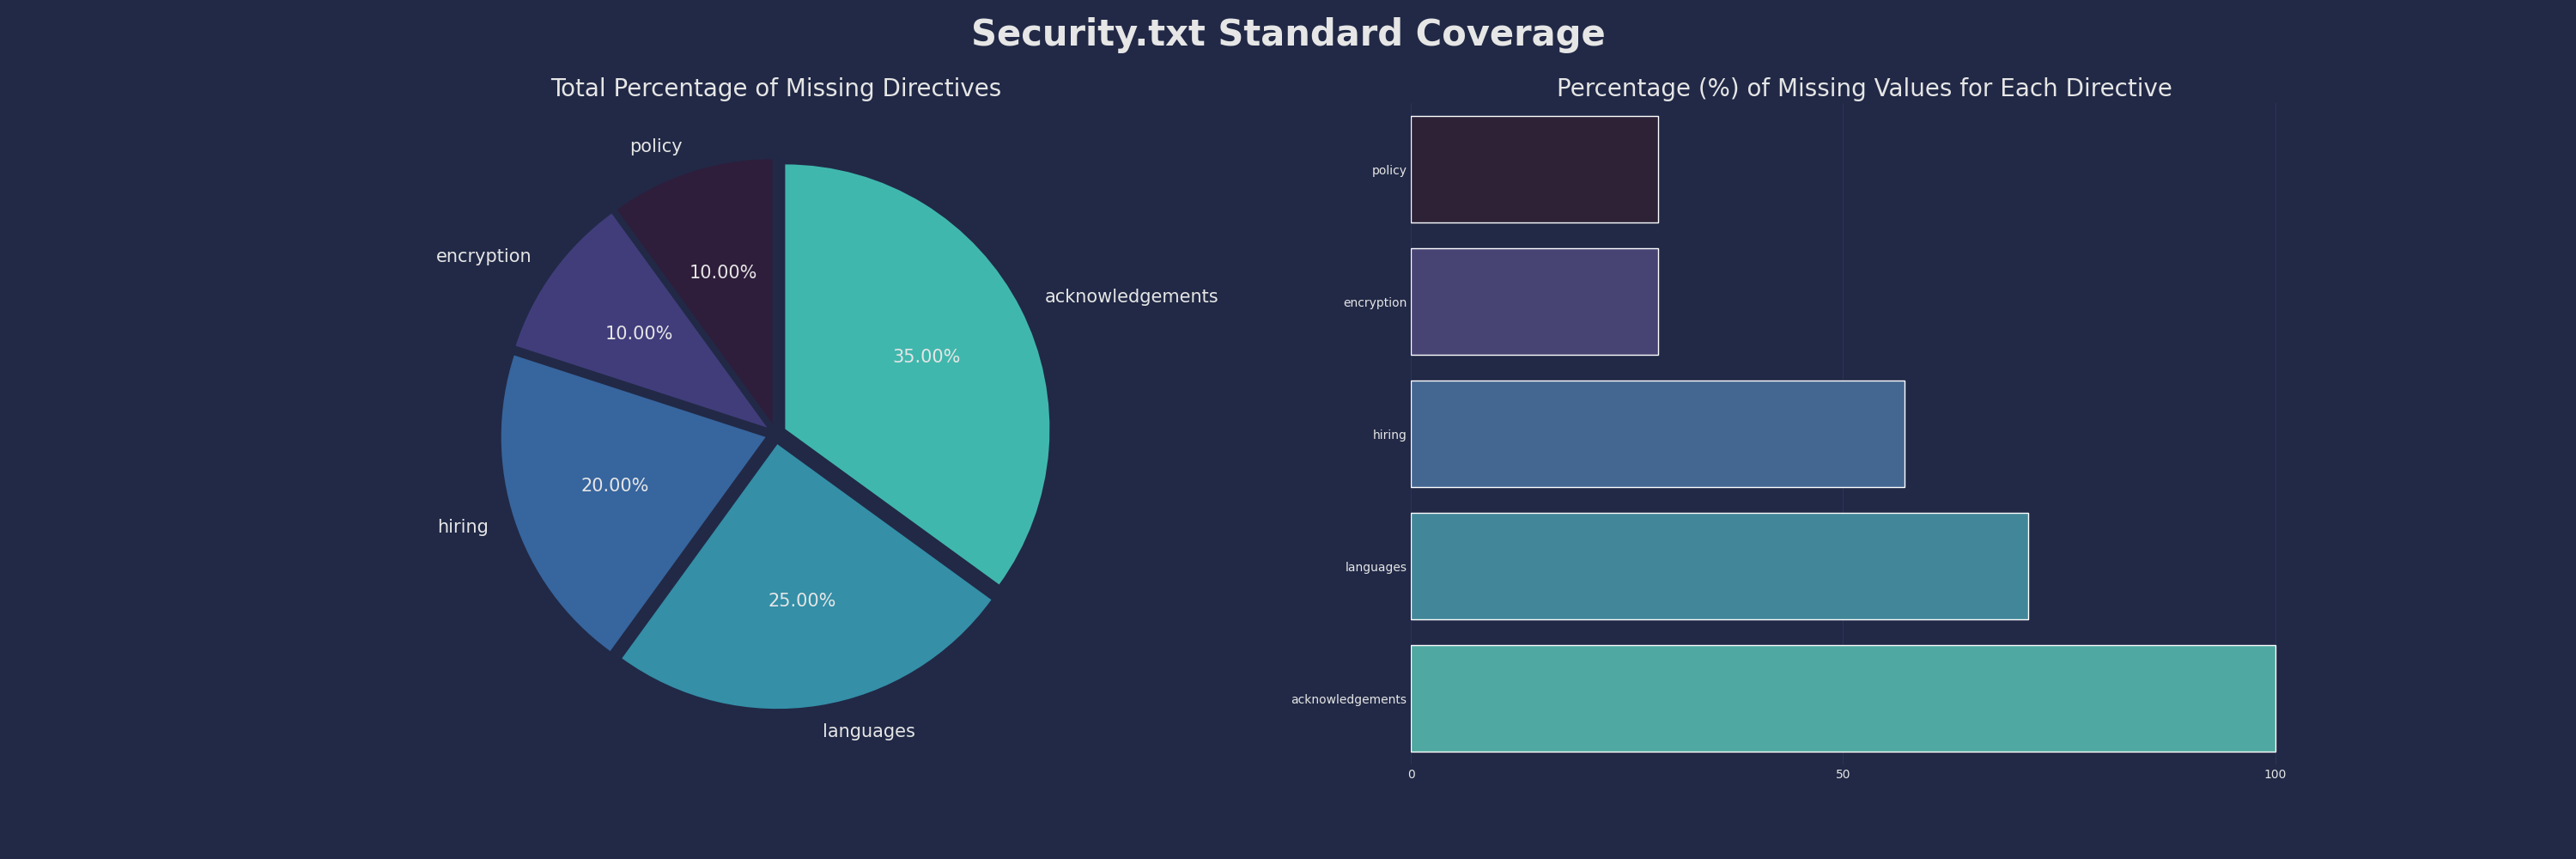 Security.txt Standard Coverage
Total Percentage of Missing Directives
policy
encryption
acknowledgements
hiring
languages
10.00%
10.00%
35.00%
20.00%
25.00%
Percentage (%) of Missing Values for Each Directive
policy
encryption
hiring
languages
acknowledgements
0 50 100